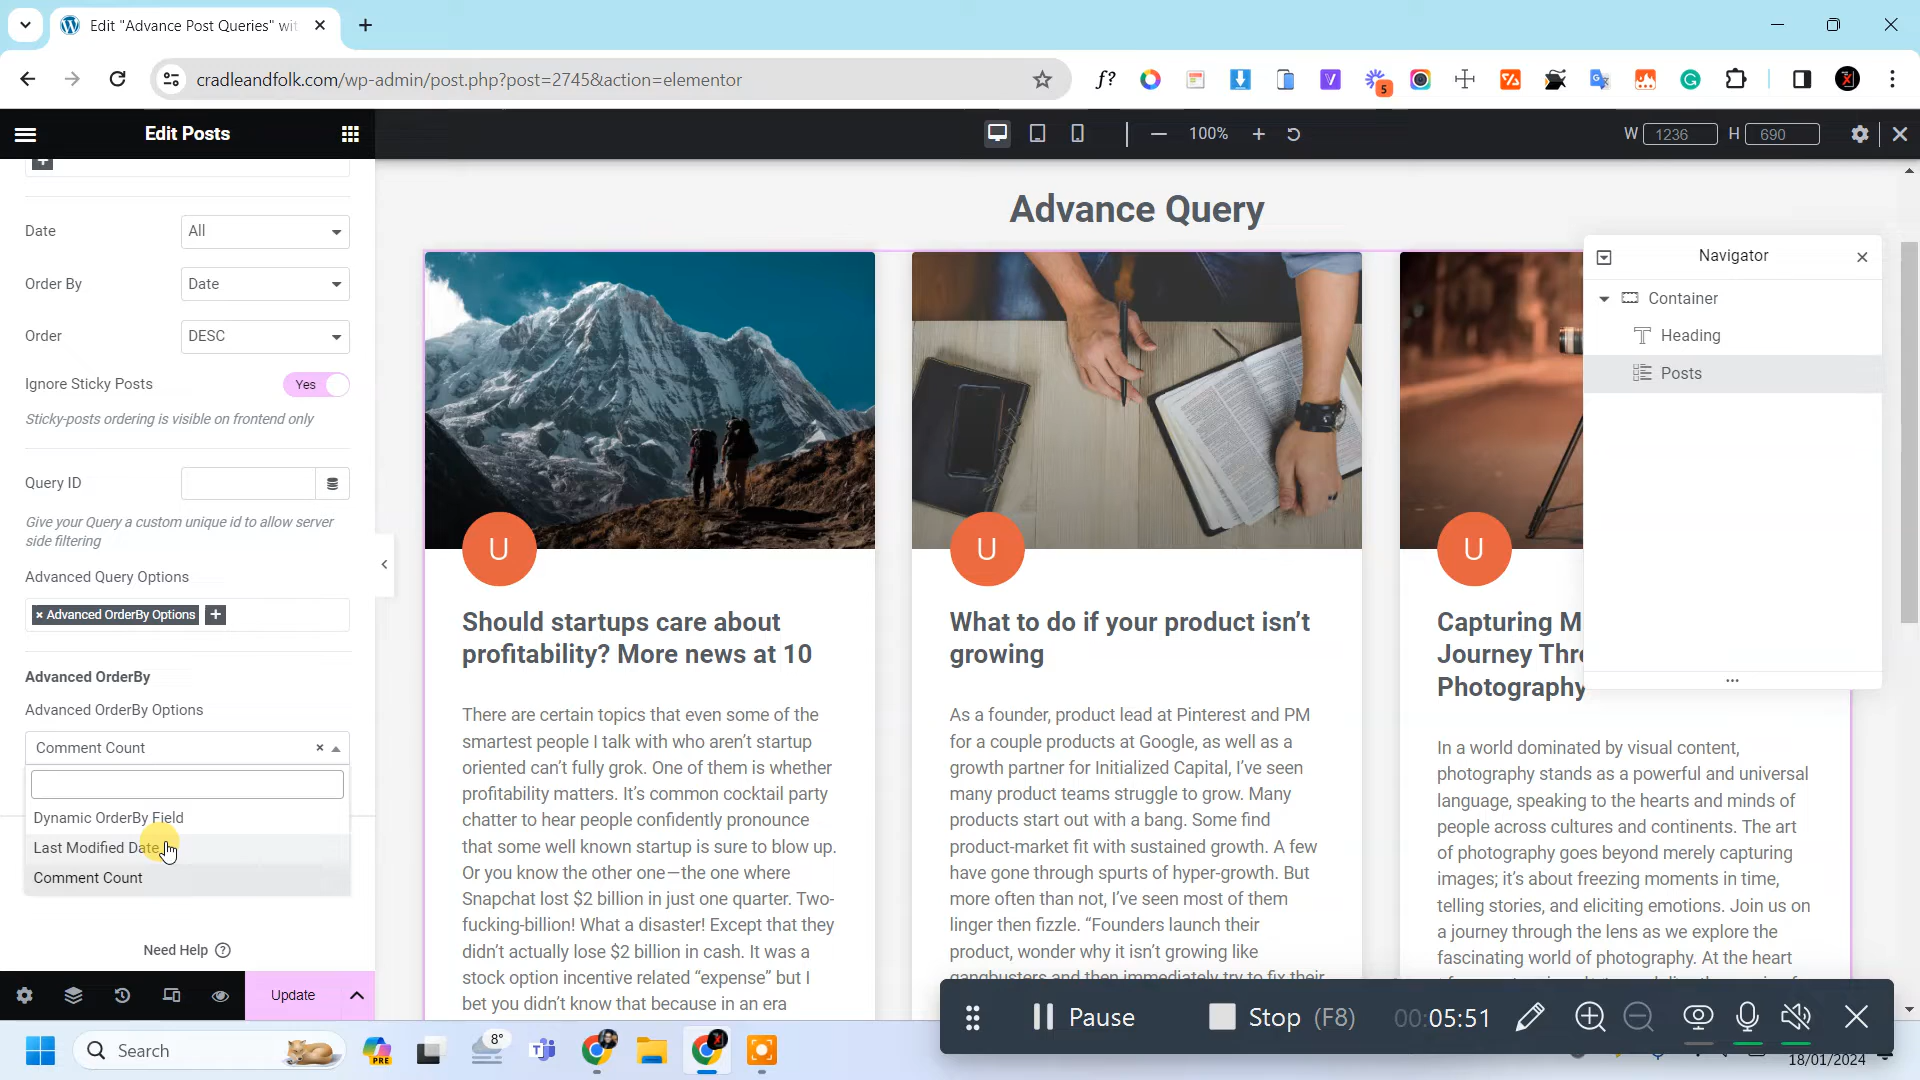 Edit "Advance Post Queries" wit
cradleandfolk.com/wp-admin/post.php?post=2745&action=elementor
f?
5
Edit Posts
100%
W 1236 H 690
Date All
Order By Date
Order DESC
Ignore Sticky Posts Yes
Sticky-posts ordering is visible on frontend only
Query ID
Give your Query a custom unique id to allow server
side filtering
Advanced Query Options
× Advanced OrderBy Options +
Advanced OrderBy
Advanced OrderBy Options
Comment Count ×
Dynamic OrderBy Field
Last Modified Date
Comment Count
Need Help ?
Update
Advance Query
U
Should startups care about
profitability? More news at 10
There are certain topics that even some of the
smartest people I talk with who aren’t startup
oriented can’t fully grok. One of them is whether
profitability matters. It’s common cocktail party
chatter to hear people confidently pronounce
that some well known startup is sure to blow up.
Or you know the other one—the one where
Snapchat lost $2 billion in just one quarter. Two-
fucking-billion! What a disaster! Except that they
didn’t actually lose $2 billion in cash. It was a
stock option incentive related “expense” but I
bet you didn’t know that because in an era
U
What to do if your product isn’t
growing
As a founder, product lead at Pinterest and PM
for a couple products at Google, as well as a
growth partner for Initialized Capital, I’ve seen
many product teams struggle to grow. Many
products start out with a bang. Some find
product-market fit with sustained growth. A few
have gone through spurts of hyper-growth. But
more often than not, I’ve seen most of them
linger then fizzle. “Founders launch their
product, wonder why it isn’t growing like
gangbusters and then immediately try to fix their
U
Capturing M
Journey Thr
Photography
In a world dominated by visual content,
photography stands as a powerful and universal
language, speaking to the hearts and minds of
people across cultures and continents. The art
of photography goes beyond merely capturing
images; it’s about freezing moments in time,
telling stories, and eliciting emotions. Join us on
a journey through the lens as we explore the
fascinating world of photography. At the heart
Navigator
Container
Heading
Posts
Pause Stop (F8) 00:05:51
Search
PRE
8°
18/01/2024